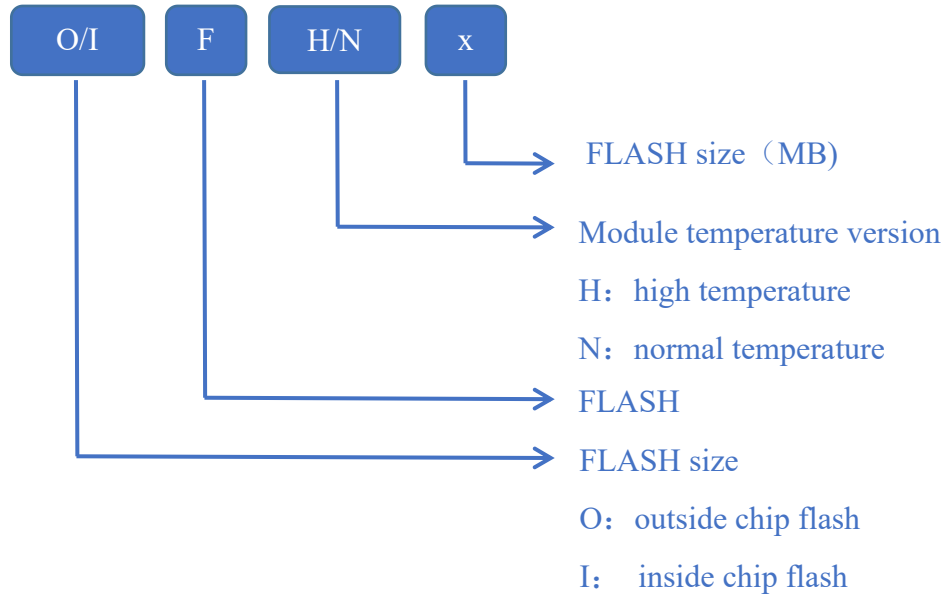 O/I F H/N x
FLASH size（MB)
Module temperature version
H：high temperature
N：normal temperature
FLASH
FLASH size
O：outside chip flash
I： inside chip flash